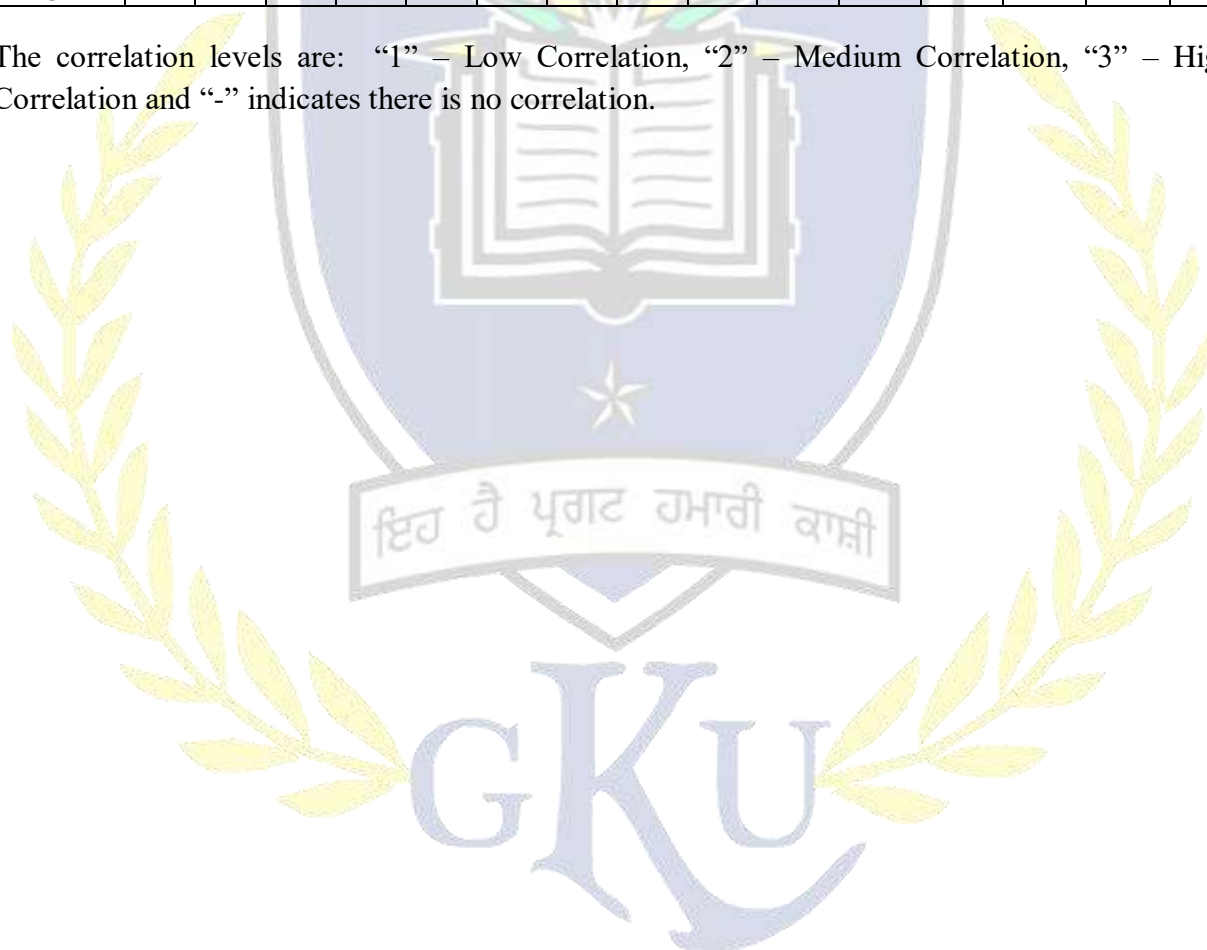 The correlation levels are: “1” – Low Correlation, “2” – Medium Correlation, “3” –
Correlation and “-” indicates there is no correlation.
ਇਹ ਹੈ ਪ੍ਰਗਟ ਹਮਾਰੀ ਕਾਸ਼ੀ
GKU